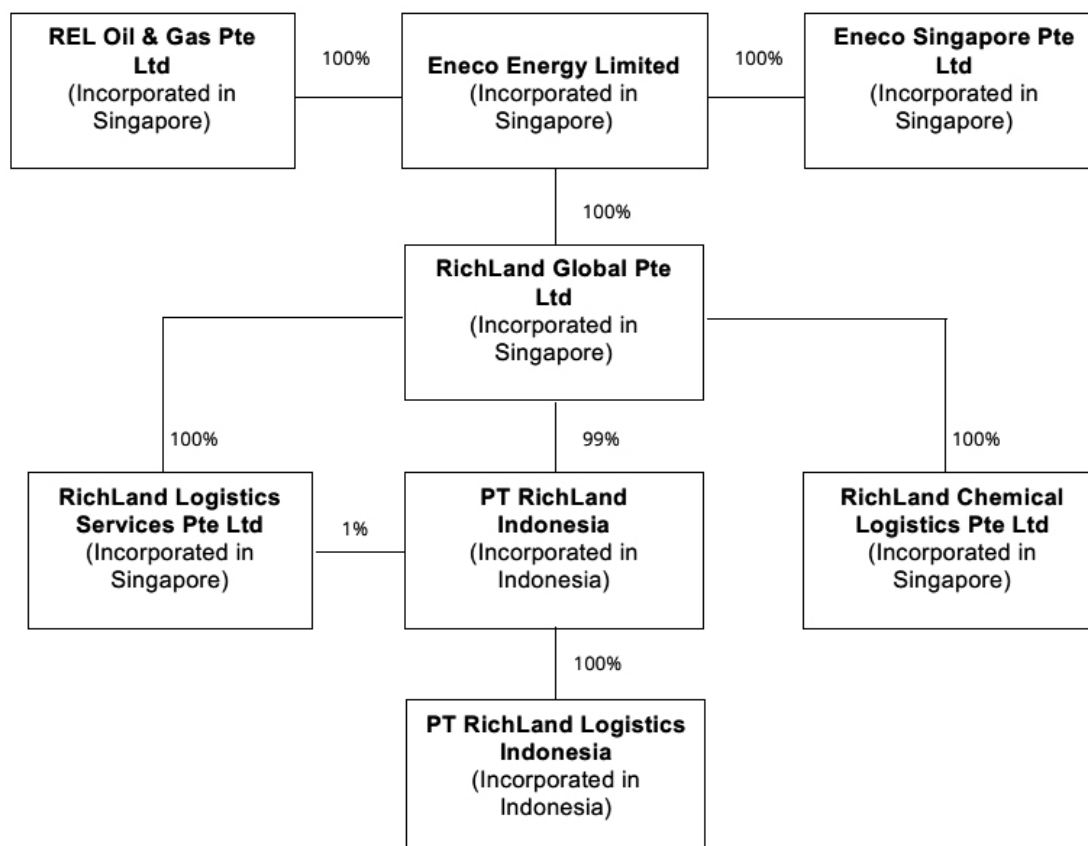 REL Oil & Gas Pte
Ltd
(Incorporated in
Singapore)
100%
Eneco Energy Limited
(Incorporated in
Singapore)
100%
Eneco Singapore Pte
Ltd
(Incorporated in
Singapore)
100%
RichLand Global Pte
Ltd
(Incorporated in
Singapore)
100%
99%
100%
RichLand Logistics
Services Pte Ltd
(Incorporated in
Singapore)
1%
PT RichLand
Indonesia
(Incorporated in
Indonesia)
RichLand Chemical
Logistics Pte Ltd
(Incorporated in
Singapore)
100%
PT RichLand Logistics
Indonesia
(Incorporated in
Indonesia)